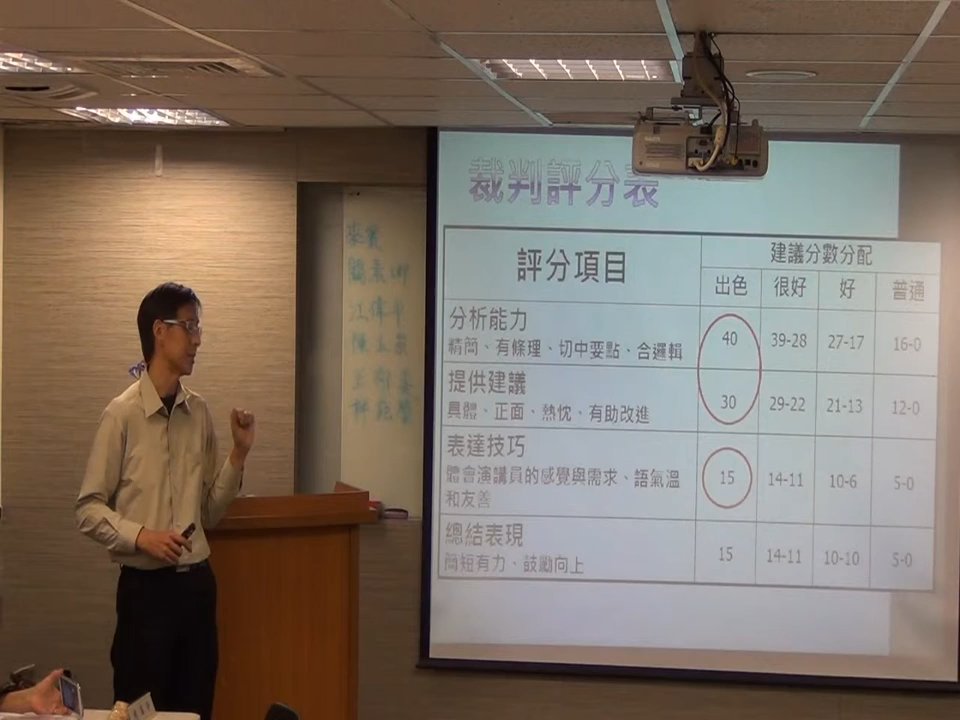 裁判評分表
評分項目
建議分數分配
出色 很好 好 普通
分析能力
精簡、有條理、切中要點、合邏輯
40 39-28 27-17 16-0
提供建議
具體、正面、熱忱、有助改進
30 29-22 21-13 12-0
表達技巧
體會演講員的感覺與需求、語氣溫
和友善
15 14-11 10-6 5-0
總結表現
簡短有力、鼓勵向上
15 14-11 10-10 5-0